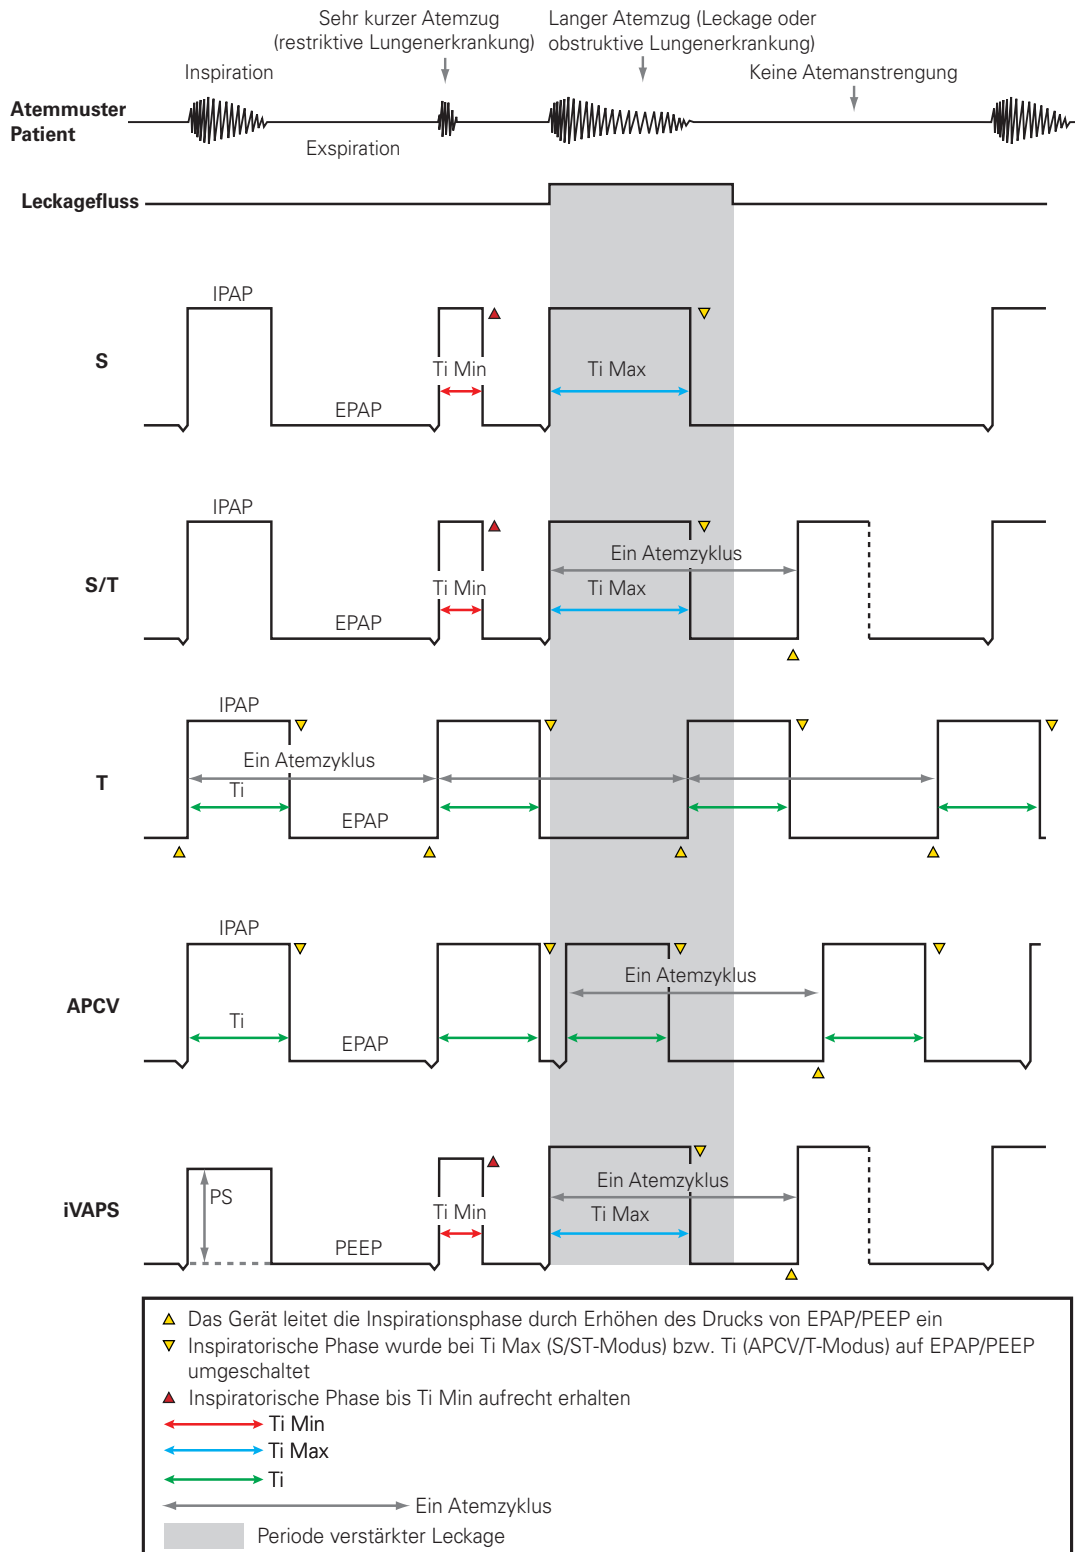 Sehr kurzer Atemzug
(restriktive Lungenerkrankung)
Langer Atemzug (Leckage oder
obstruktive Lungenerkrankung)
Inspiration
Keine Atemanstrengung
Atemmuster
Patient
Exspiration
Leckagefluss
IPAP
S
Ti Min
Ti Max
EPAP
IPAP
Ein Atemzyklus
S/T
Ti Min
Ti Max
EPAP
IPAP
Ein Atemzyklus
T
Ti
EPAP
IPAP
Ein Atemzyklus
APCV
Ti
EPAP
Ein Atemzyklus
iVAPS
PS
Ti Min
Ti Max
PEEP
Das Gerät leitet die Inspirationsphase durch Erhöhen des Drucks von EPAP/PEEP ein
Inspiratorische Phase wurde bei Ti Max (S/ST-Modus) bzw. Ti (APCV/T-Modus) auf EPAP/PEEP
umgeschaltet
Inspiratorische Phase bis Ti Min aufrecht erhalten
Ti Min
Ti Max
Ti
Ein Atemzyklus
Periode verstärkter Leckage